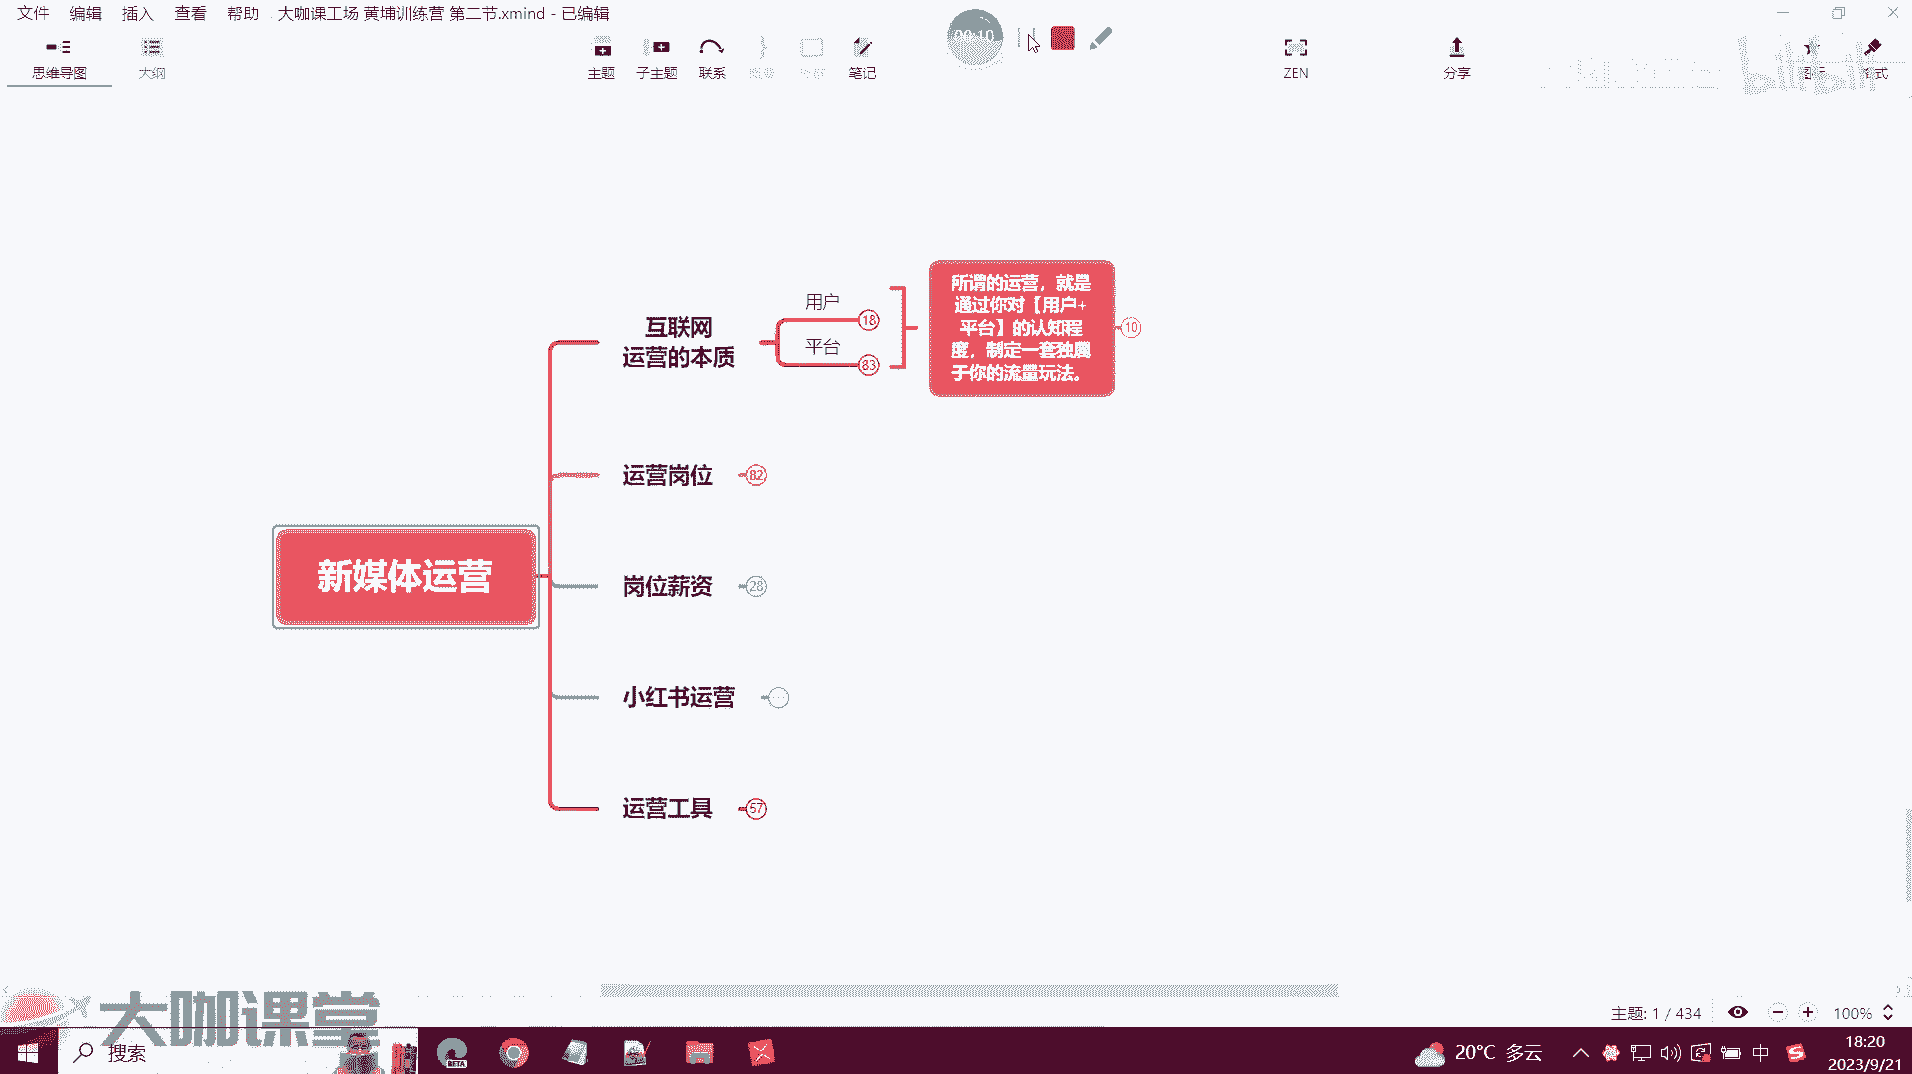 文件 编辑 插入 查看 帮助 大咖课工场 黄埔训练营 第二节.xmind - 已编辑
00:10
思维导图 大纲 主题 子主题 联系 笔记 ZEN 分享
bilibili
用户
18
互联网
运营的本质
平台
83
所谓的运营，就是
通过你对【用户+
平台】的认知程
度，制定一套独属
于你的流量玩法。
10
运营岗位 82
新媒体运营
岗位薪资 28
小红书运营
运营工具 57
大咖课堂
主题: 1 / 434 100%
搜索
BETA
20°C 多云 中
18:20
2023/9/21